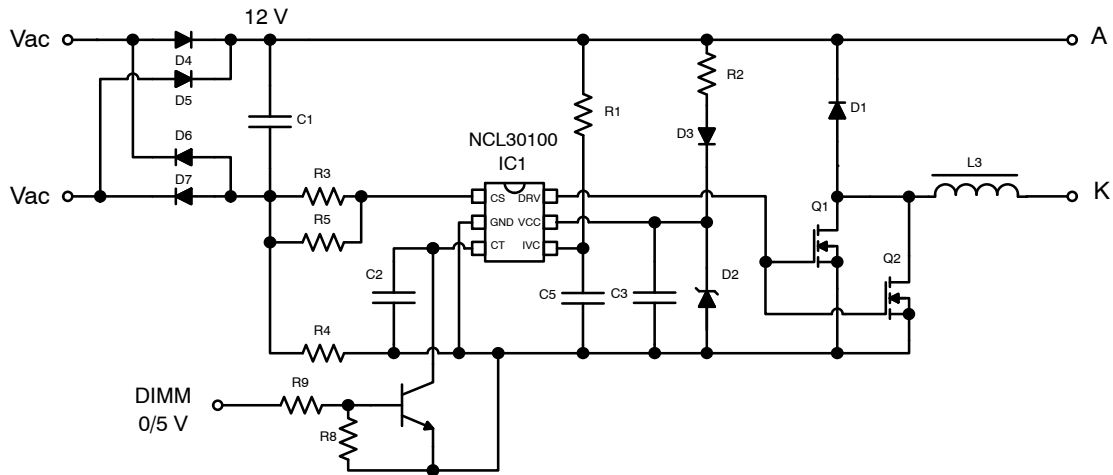 12 V
Vac
A
D4
D5
R2
C1
R1
D1
D6
D3
NCL30100
IC1
L3
Vac
D7
R3
K
CS DRV
GND VCC
CT IVC
R5
Q1
C2
C5
C3
D2
Q2
R4
DIMM
0/5 V
R9
R8